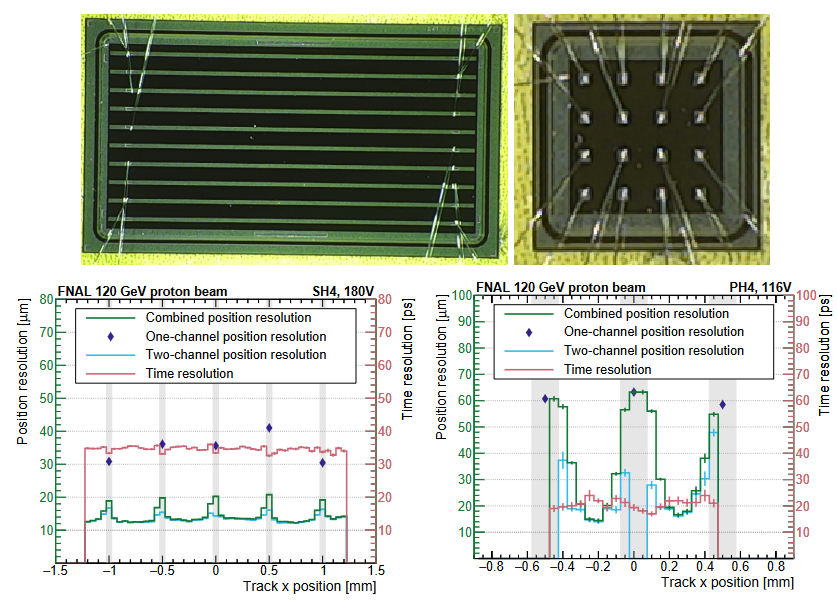 FNAL 120 GeV proton beam SH4, 180V
Combined position resolution
One-channel position resolution
Two-channel position resolution
Time resolution
Position resolution [μm]
80
70
60
50
40
30
20
10
Time resolution [ps]
80
70
60
50
40
30
20
10
−1.5 −1 −0.5 0 0.5 1 1.5
Track x position [mm]
FNAL 120 GeV proton beam PH4, 116V
Combined position resolution
One-channel position resolution
Two-channel position resolution
Time resolution
Position resolution [μm]
100
90
80
70
60
50
40
30
20
10
Time resolution [ps]
100
90
80
70
60
50
40
30
20
10
−0.8 −0.6 −0.4 −0.2 0 0.2 0.4 0.6 0.8
Track x position [mm]